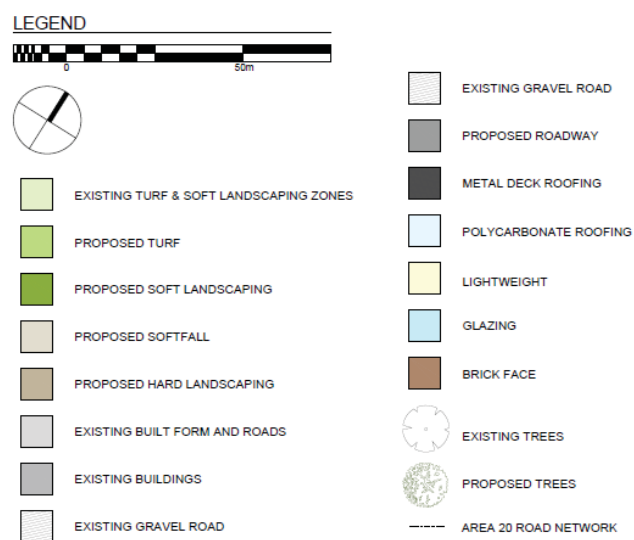 LEGEND
0 50m
EXISTING TURF & SOFT LANDSCAPING ZONES
PROPOSED TURF
PROPOSED SOFT LANDSCAPING
PROPOSED SOFTFALL
PROPOSED HARD LANDSCAPING
EXISTING BUILT FORM AND ROADS
EXISTING BUILDINGS
EXISTING GRAVEL ROAD
EXISTING GRAVEL ROAD
PROPOSED ROADWAY
METAL DECK ROOFING
POLYCARBONATE ROOFING
LIGHTWEIGHT
GLAZING
BRICK FACE
EXISTING TREES
PROPOSED TREES
AREA 20 ROAD NETWORK